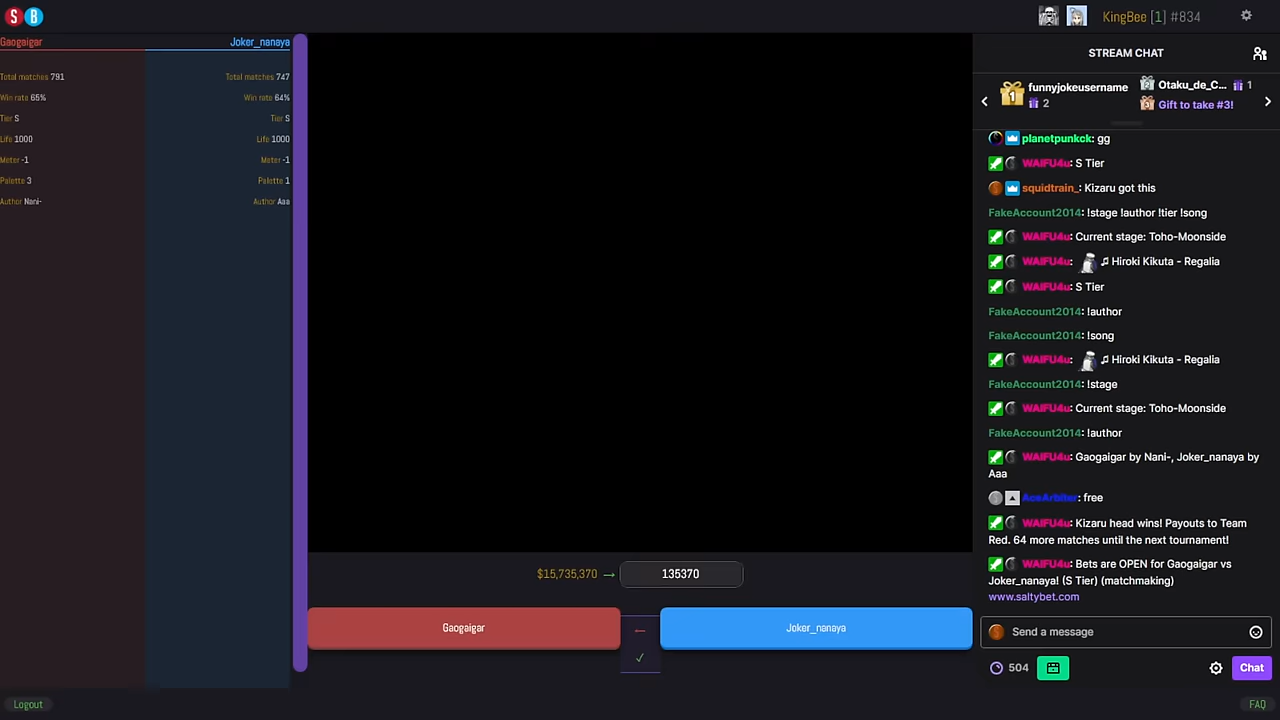 S B
KingBee [1] #834
Gaogaigar
Joker_nanaya
Total matches 791
Total matches 747
Win rate 65%
Win rate 64%
Tier S
Tier S
Life 1000
Life 1000
Meter -1
Meter -1
Palette 3
Palette 1
Author Nani-
Author Aaa
$15,735,370 → 135370
Gaogaigar
←
Joker_nanaya
✓
Logout
STREAM CHAT
1 funnyjokeusername
2
2 Otaku_de_C... 1
3 Gift to take #3!
planetpunkck: gg
WAIFU4u: S Tier
squidtrain_: Kizaru got this
FakeAccount2014: !stage !author !tier !song
WAIFU4u: Current stage: Toho-Moonside
WAIFU4u: ♫ Hiroki Kikuta - Regalia
WAIFU4u: S Tier
FakeAccount2014: !author
FakeAccount2014: !song
WAIFU4u: ♫ Hiroki Kikuta - Regalia
FakeAccount2014: !stage
WAIFU4u: Current stage: Toho-Moonside
FakeAccount2014: !author
WAIFU4u: Gaogaigar by Nani-, Joker_nanaya by
Aaa
AceArbiter: free
WAIFU4u: Kizaru head wins! Payouts to Team
Red. 64 more matches until the next tournament!
WAIFU4u: Bets are OPEN for Gaogaigar vs
Joker_nanaya! (S Tier) (matchmaking)
www.saltybet.com
Send a message
504
Chat
FAQ